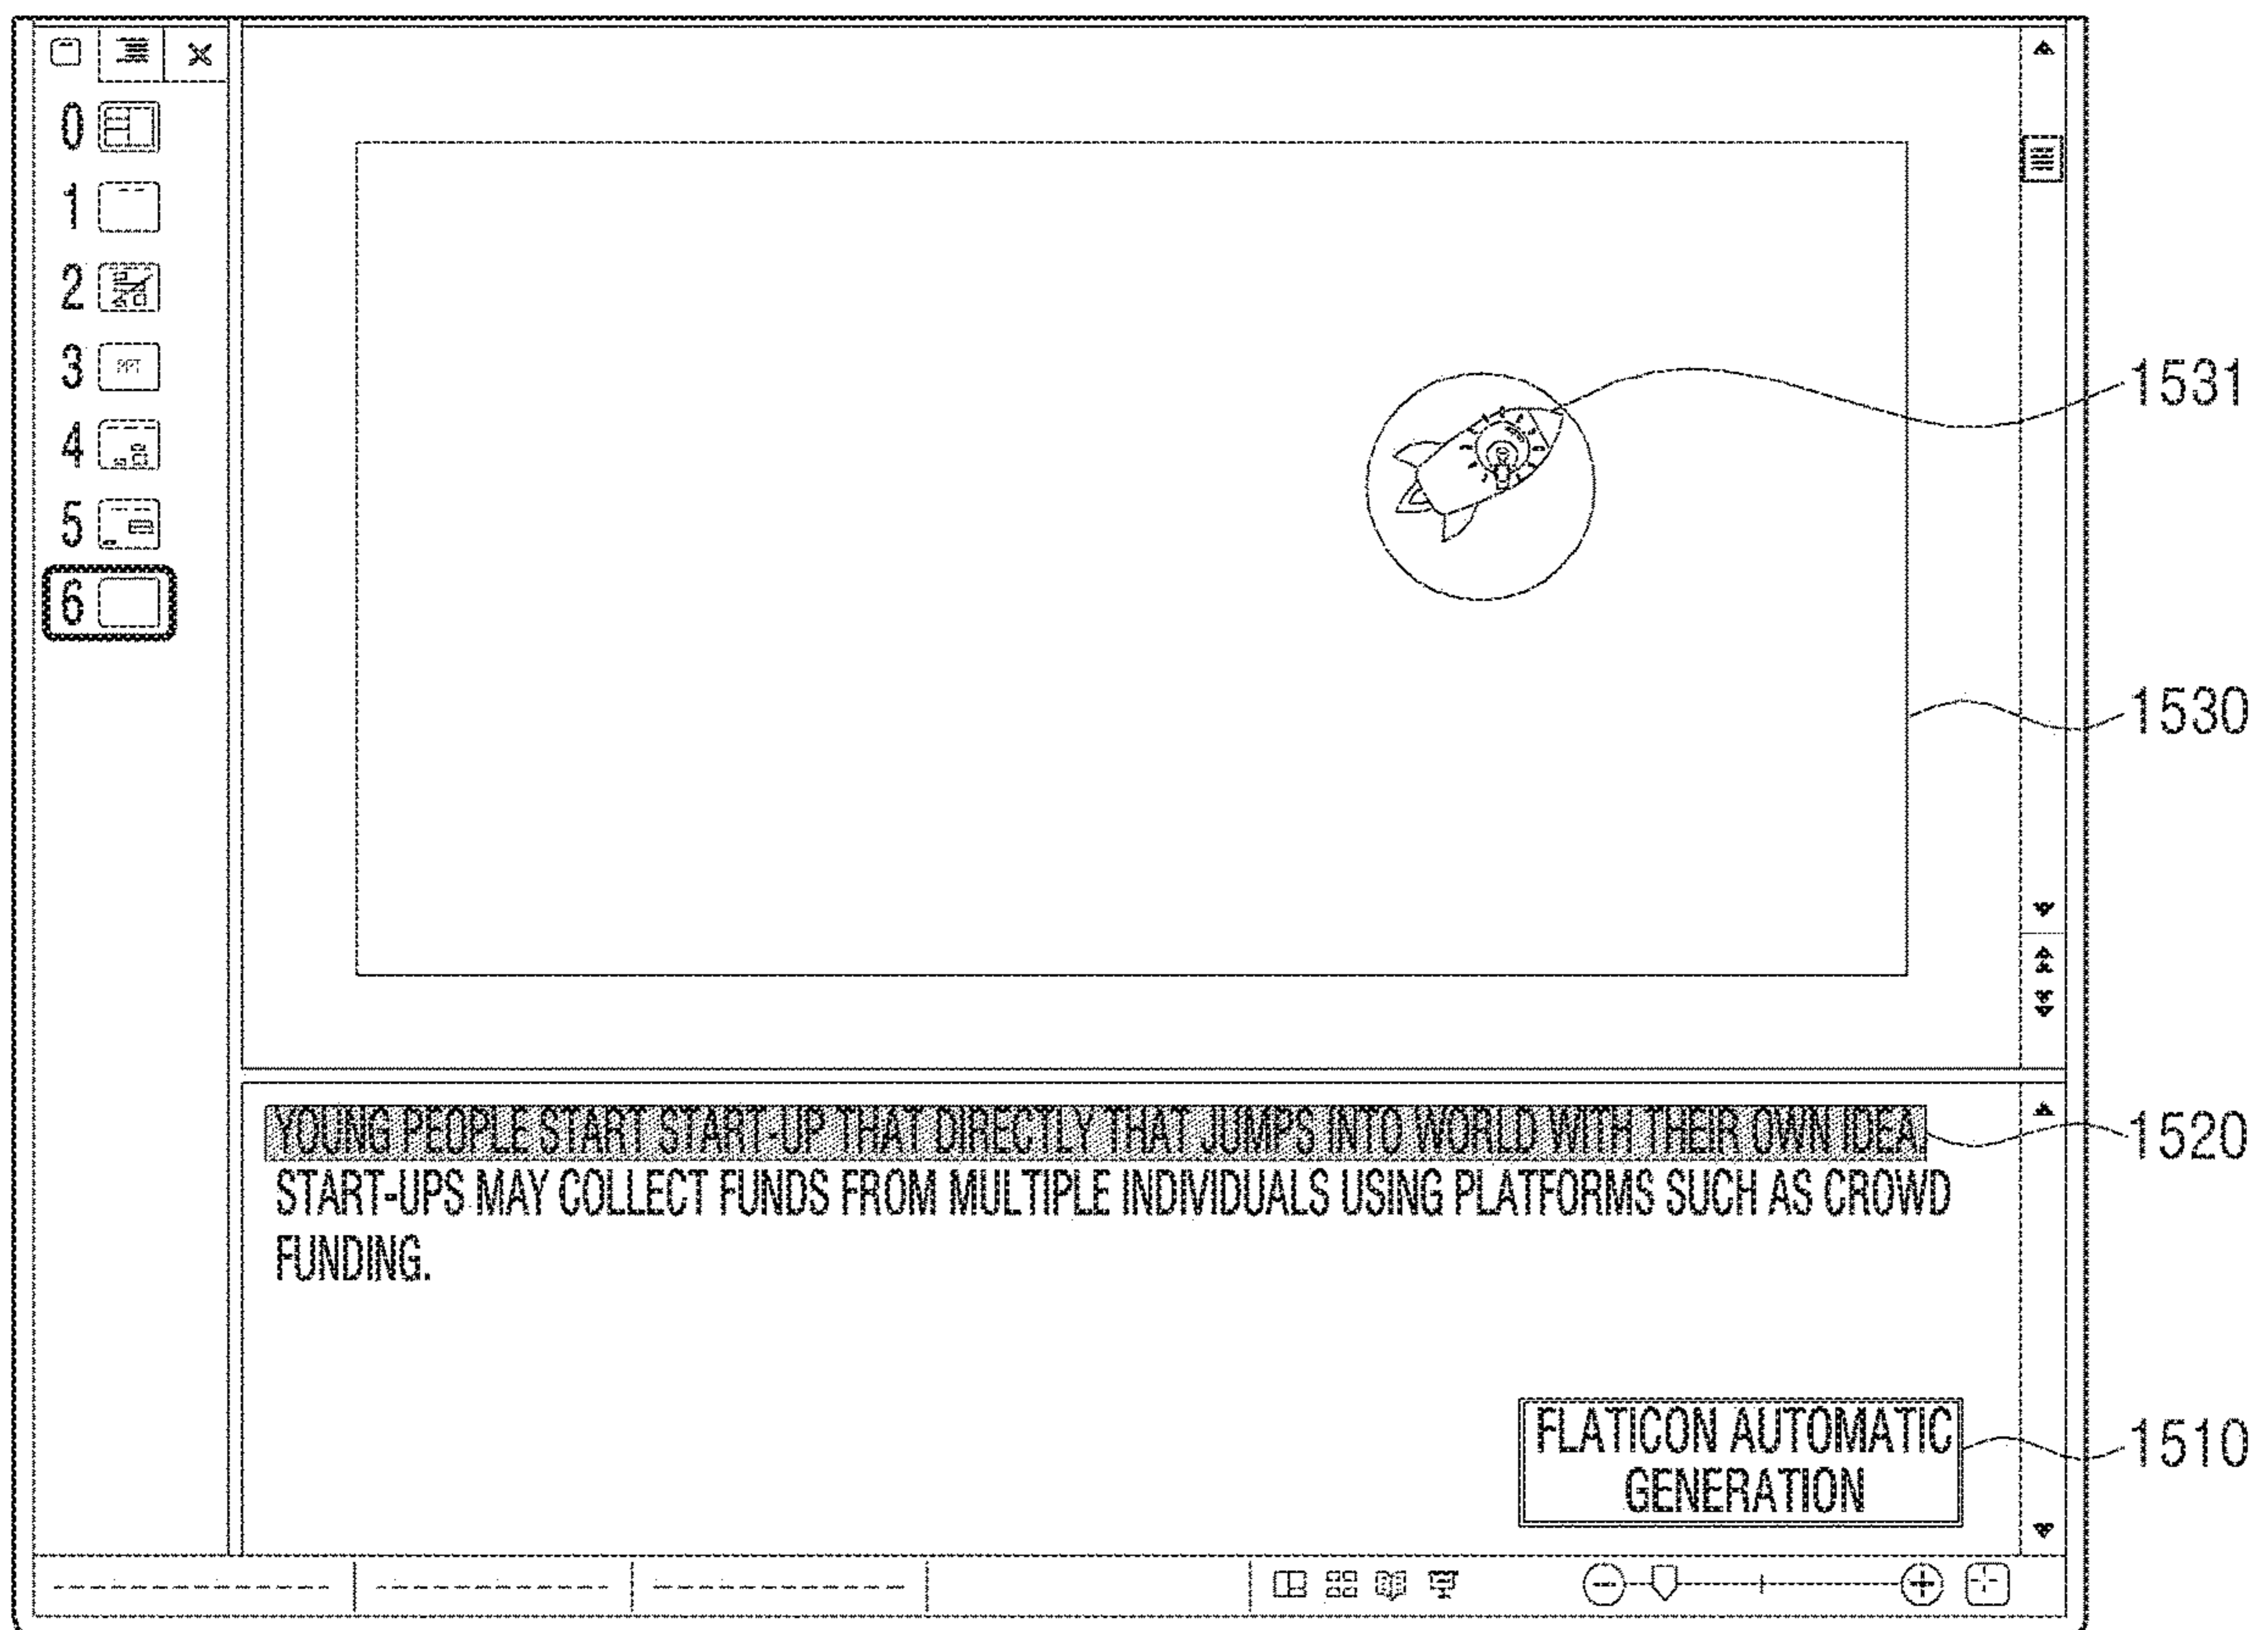 0
1
2
3 PPT
4
5
6
1531
1530
YOUNG PEOPLE START START-UP THAT DIRECTLY THAT JUMPS INTO WORLD WITH THEIR OWN IDEA.
1520
START-UPS MAY COLLECT FUNDS FROM MULTIPLE INDIVIDUALS USING PLATFORMS SUCH AS CROWD
FUNDING.
FLATICON AUTOMATIC
GENERATION
1510